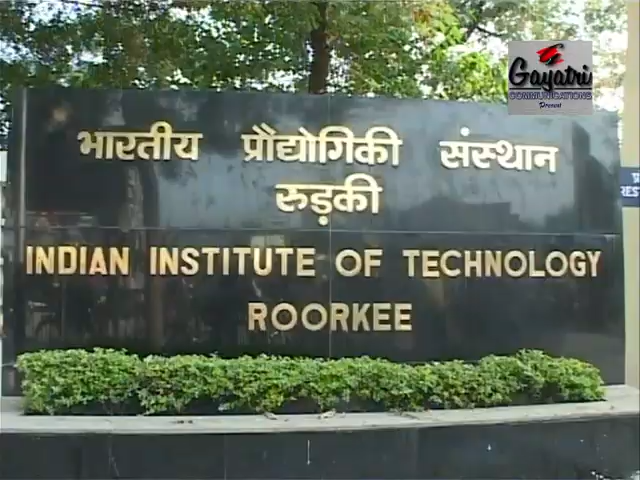 Gayatri
COMMUNICATIONS
Present
भारतीय प्रौद्योगिकी संस्थान
रुड़की
INDIAN INSTITUTE OF TECHNOLOGY
ROORKEE